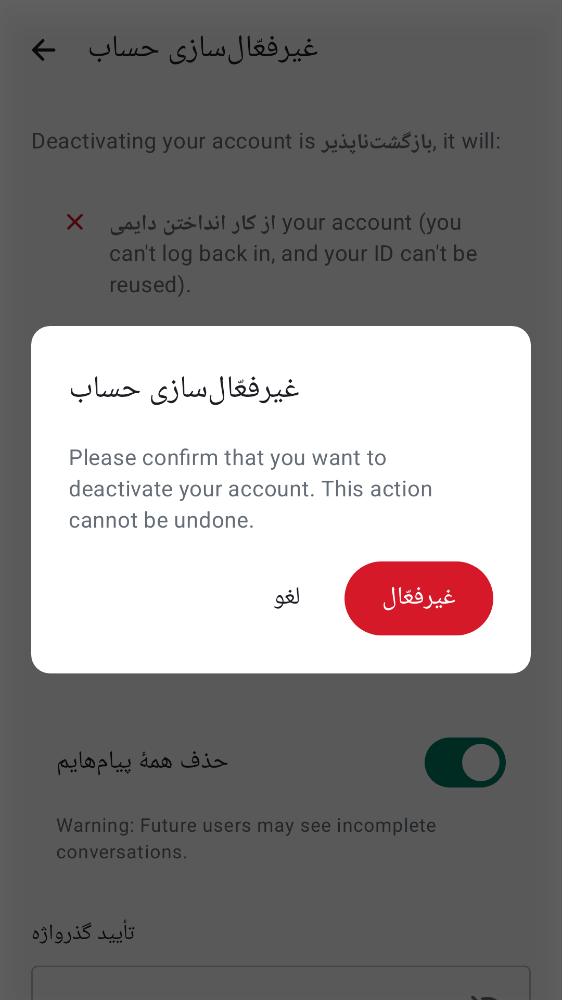 غیرفعّال‌سازی حساب
Deactivating your account is بازگشت‌ناپذیر, it will:
از کار انداختن دایمی your account (you
can't log back in, and your ID can't be
reused).
غیرفعّال‌سازی حساب
Please confirm that you want to
deactivate your account. This action
cannot be undone.
لغو
غیرفعّال
حذف همهٔ پیام‌هایم
Warning: Future users may see incomplete
conversations.
تأیید گذرواژه